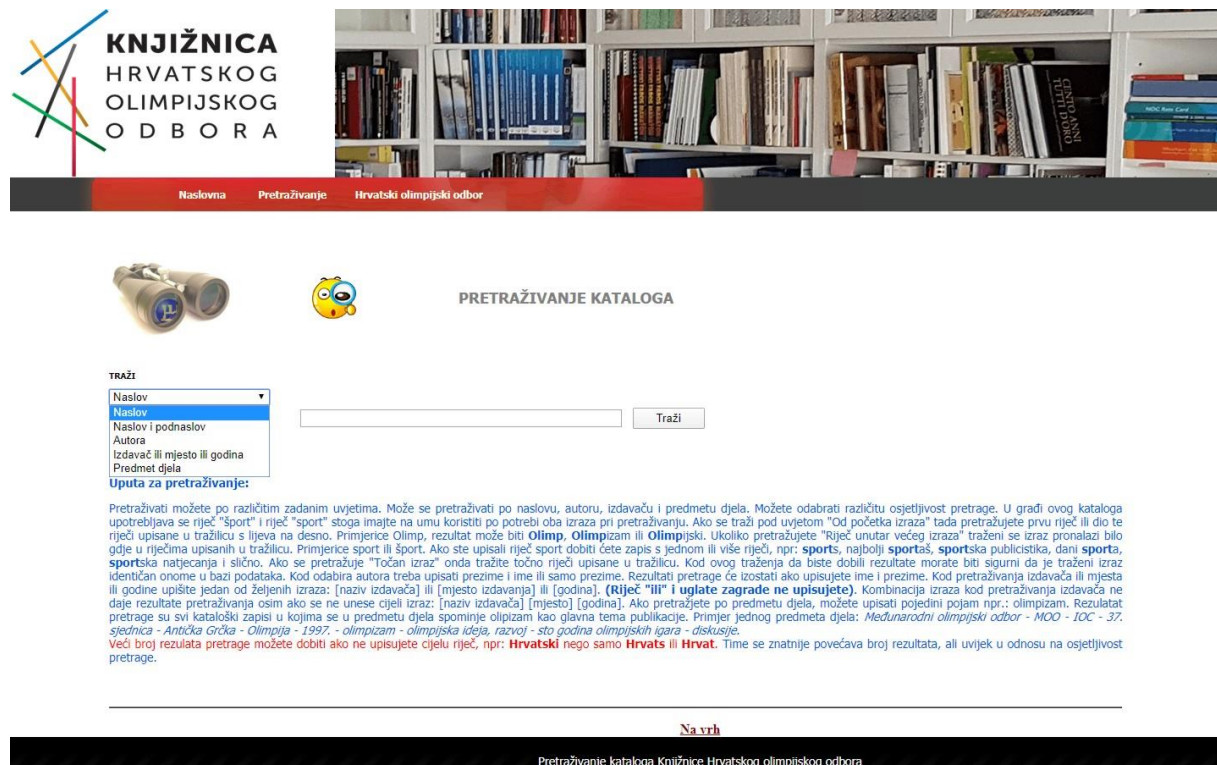 KNJIŽNICA
HRVATSKOG
OLIMPIJSKOG
ODBORA
CENTO ANNI
TUTTI D'ORO
NOC Rom Card
Naslovna Pretraživanje Hrvatski olimpijski odbor
PRETRAŽIVANJE KATALOGA
TRAŽI
Naslov
Naslov
Naslov i podnaslov
Autora
Izdavač ili mjesto ili godina
Predmet djela
Traži
Uputa za pretraživanje:
Pretraživati možete po različitim zadanim uvjetima. Može se pretraživati po naslovu, autoru, izdavaču i predmetu djela. Možete odabrati različitu osjetljivost pretrage. U građi ovog kataloga
upotrebljava se riječ "šport" i riječ "sport" stoga imajte na umu koristiti po potrebi oba izraza pri pretraživanju. Ako se traži pod uvjetom "Od početka izraza" tada pretražujete prvu riječ ili dio te
riječi upisane u tražilicu s lijeva na desno. Primjerice Olimp, rezultat može biti Olimp, Olimpizam ili Olimpijski. Ukoliko pretražujete "Riječ unutar većeg izraza" traženi se izraz pronalazi bilo
gdje u riječima upisanih u tražilicu. Primjerice sport ili šport. Ako ste upisali riječ sport dobiti ćete zapis s jednom ili više riječi, npr: sports, najbolji sportaš, sportska publicistika, dani sporta,
sportska natjecanja i slično. Ako se pretražuje "Točan izraz" onda tražite točno riječi upisane u tražilicu. Kod ovog traženja da biste dobili rezultate morate biti sigurni da je traženi izraz
identičan onome u bazi podataka. Kod odabira autora treba upisati prezime i ime ili samo prezime. Rezultati pretrage će izostati ako upisujete ime i prezime. Kod pretraživanja izdavača ili mjesta
ili godine upišite jedan od željenih izraza: [naziv izdavača] ili [mjesto izdavanja] ili [godina]. (Riječ "ili" i uglate zagrade ne upisujete). Kombinacija izraza kod pretraživanja izdavača ne
daje rezultate pretraživanja osim ako se ne unese cijeli izraz: [naziv izdavača] [mjesto] [godina]. Ako pretražjete po predmetu djela, možete upisati pojedini pojam npr.: olimpizam. Rezulatat
pretrage su svi kataloški zapisi u kojima se u predmetu djela spominje olipizam kao glavna tema publikacije. Primjer jednog predmeta djela: Međunarodni olimpijski odbor - MOO - IOC - 37.
sjednica - Antička Grčka - Olimpija - 1997. - olimpizam - olimpijska ideja, razvoj - sto godina olimpijskih igara - diskusije.
Veći broj rezulata pretrage možete dobiti ako ne upisujete cijelu riječ, npr: Hrvatski nego samo Hrvats ili Hrvat. Time se znatnije povećava broj rezultata, ali uvijek u odnosu na osjetljivost
pretrage.
Na vrh
Pretraživanje kataloga Knjižnice Hrvatskog olimpijskog odbora